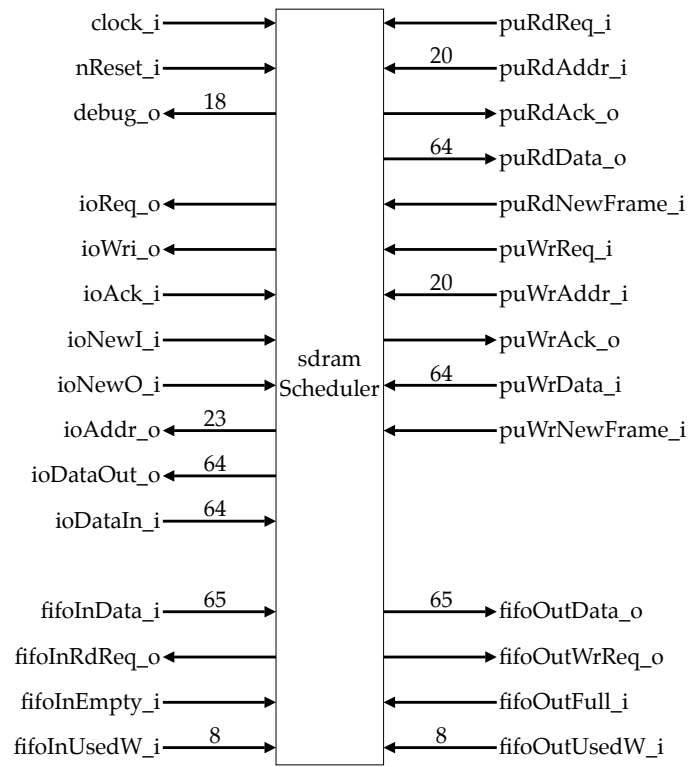 clock_i
nReset_i
debug_o 18
ioReq_o
ioWri_o
ioAck_i
ioNewI_i
ioNewO_i
ioAddr_o 23
ioDataOut_o 64
ioDataIn_i 64
fifoInData_i 65
fifoInRdReq_o
fifoInEmpty_i
fifoInUsedW_i 8
sdram
Scheduler
puRdReq_i
20 puRdAddr_i
puRdAck_o
64 puRdData_o
puRdNewFrame_i
puWrReq_i
20 puWrAddr_i
puWrAck_o
64 puWrData_i
puWrNewFrame_i
65 fifoOutData_o
fifoOutWrReq_o
fifoOutFull_i
8 fifoOutUsedW_i